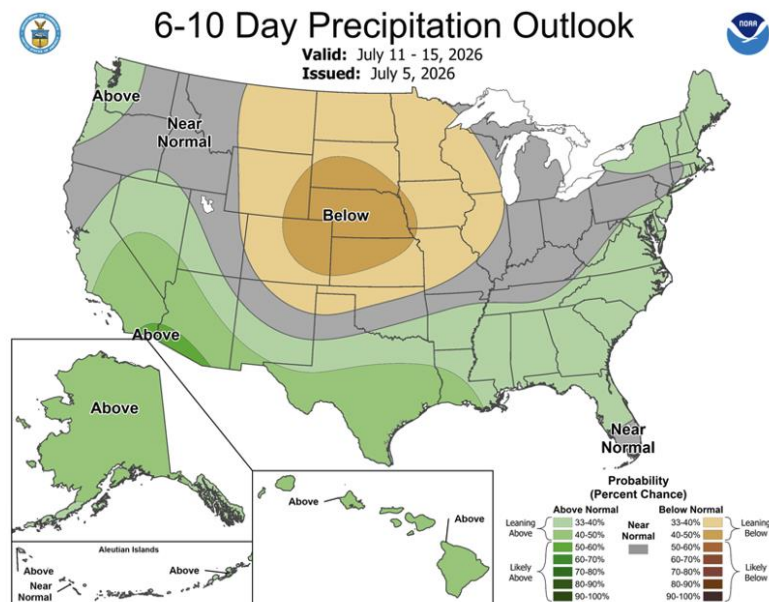 6-10 Day Precipitation Outlook
Valid: July 11 - 15, 2026
Issued: July 5, 2026
NOAA
Above
Near
Normal
Below
Above
Above
Near
Normal
Aleutian Islands
Above
Near
Normal
Above
Above
Above
Probability
(Percent Chance)
Above Normal
Near
Normal
Below Normal
Leaning
Above
33-40%
40-50%
Likely
Above
50-60%
60-70%
70-80%
80-90%
90-100%
33-40%
40-50%
Leaning
Below
50-60%
60-70%
70-80%
80-90%
90-100%
Likely
Below